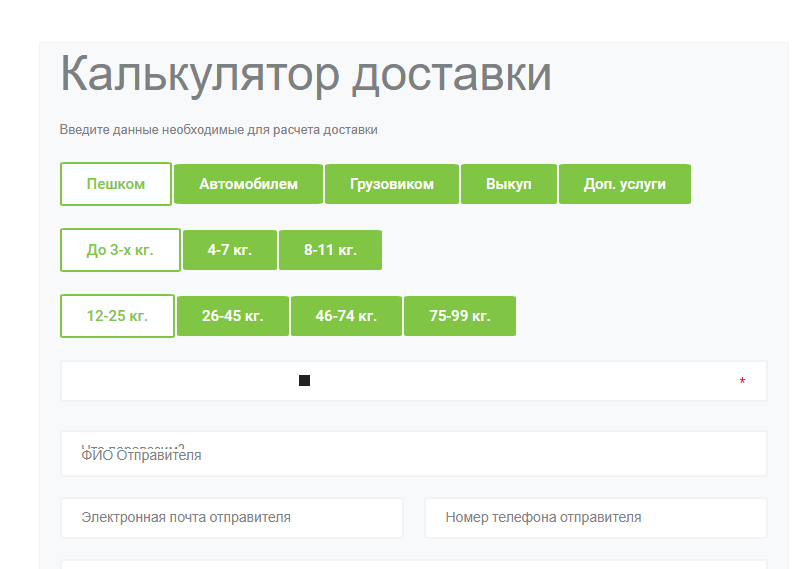 Калькулятор доставки
Введите данные необходимые для расчета доставки
Пешком Автомобилем Грузовиком Выкуп Доп. услуги
До 3-х кг. 4-7 кг. 8-11 кг.
12-25 кг. 26-45 кг. 46-74 кг. 75-99 кг.
*
Что перевозим?
ФИО Отправителя
Электронная почта отправителя Номер телефона отправителя